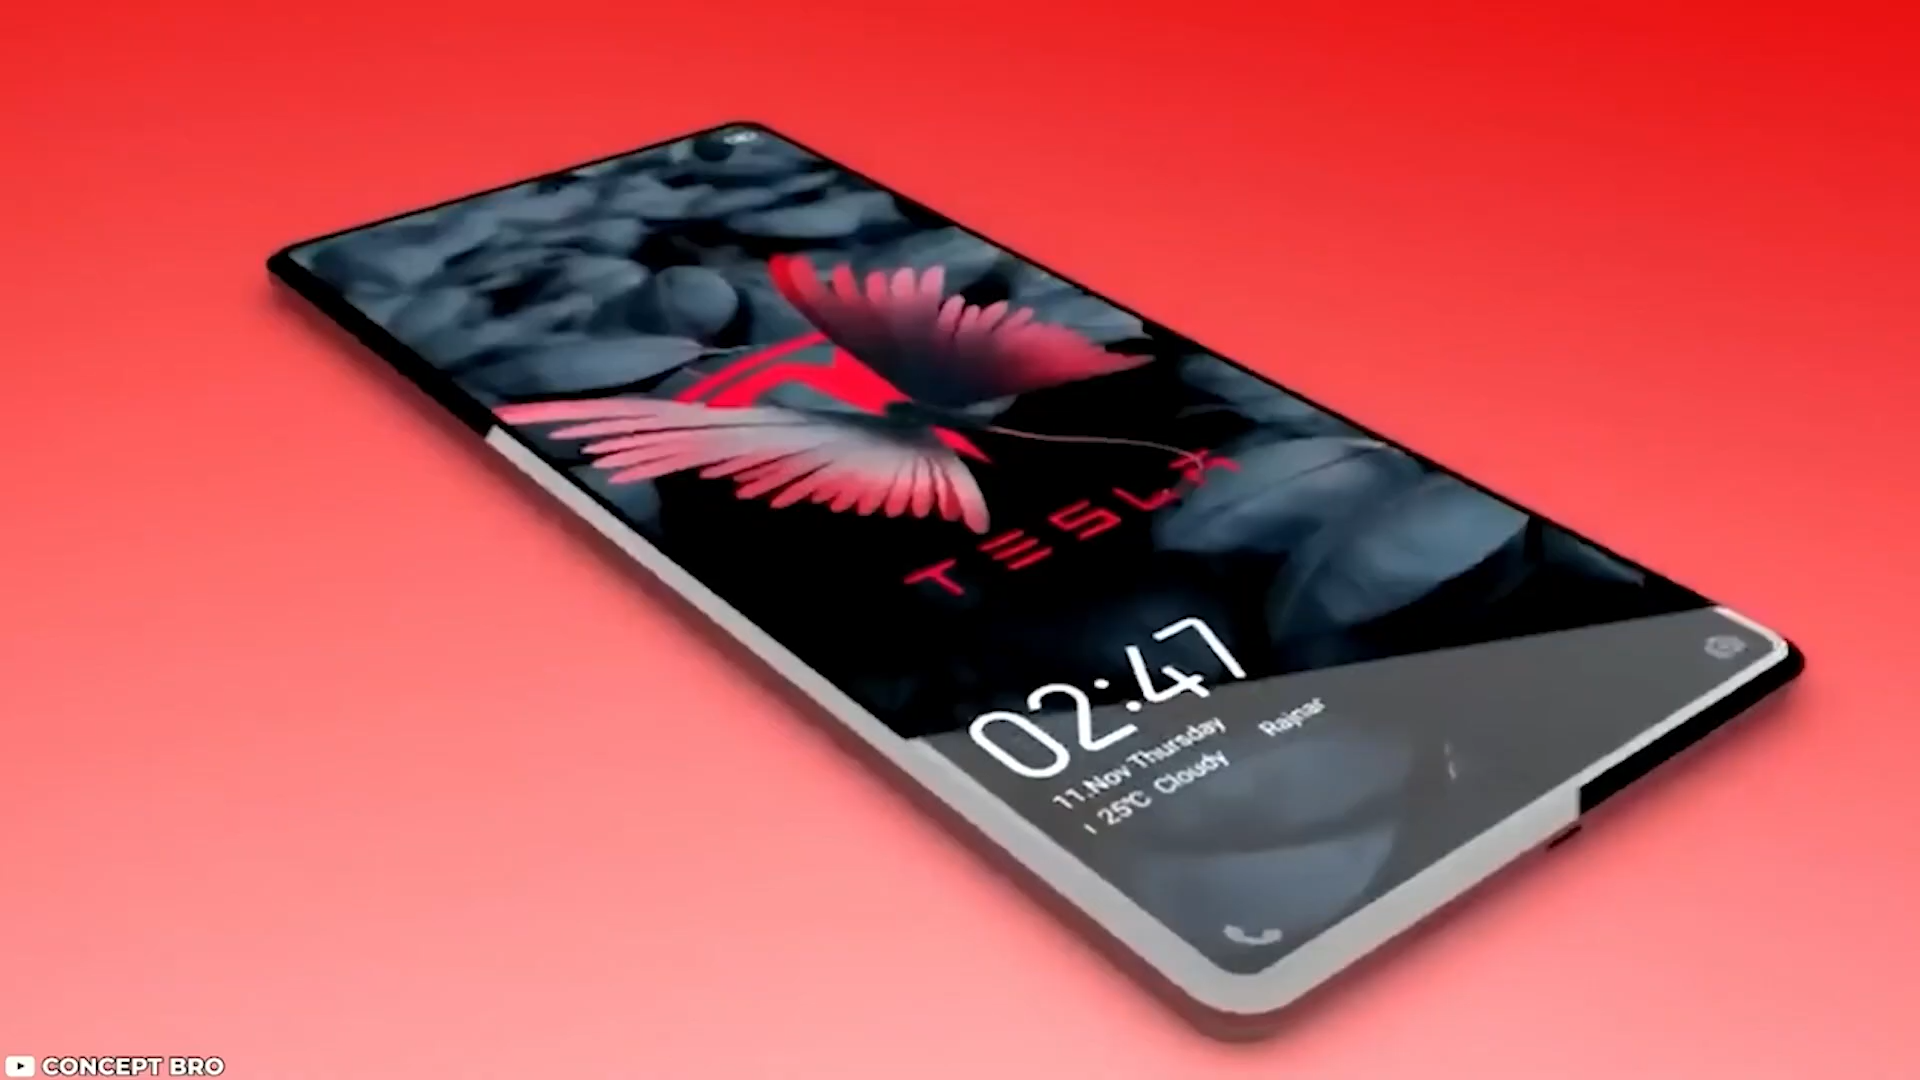 TESLA
02:47
11.Nov Thursday
Rajnar
25°C Cloudy
CONCEPT BRO